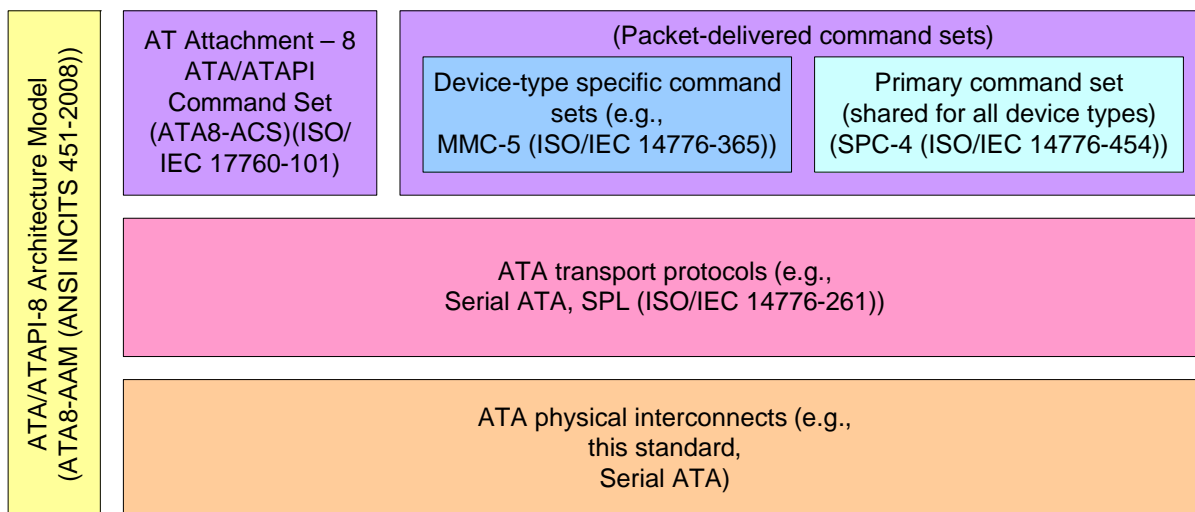 ATA/ATAPI-8 Architecture Model
(ATA8-AAM (ANSI INCITS 451-2008))
AT Attachment – 8
ATA/ATAPI
Command Set
(ATA8-ACS)(ISO/
IEC 17760-101)
(Packet-delivered command sets)
Device-type specific command
sets (e.g.,
MMC-5 (ISO/IEC 14776-365))
Primary command set
(shared for all device types)
(SPC-4 (ISO/IEC 14776-454))
ATA transport protocols (e.g.,
Serial ATA, SPL (ISO/IEC 14776-261))
ATA physical interconnects (e.g.,
this standard,
Serial ATA)